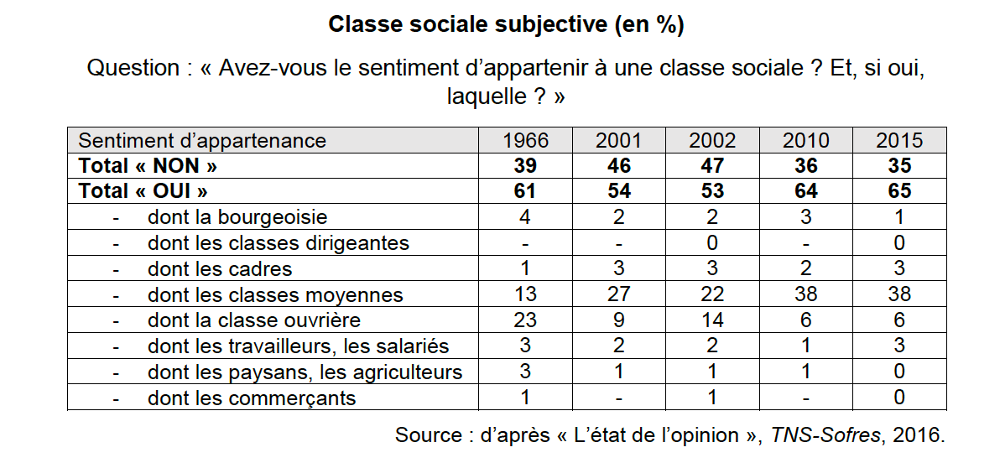 Classe sociale subjective (en %)
Question : « Avez-vous le sentiment d’appartenir à une classe sociale ? Et, si oui,
laquelle ? »
Sentiment d’appartenance 1966 2001 2002 2010 2015
Total « NON » 39 46 47 36 35
Total « OUI » 61 54 53 64 65
- dont la bourgeoisie 4 2 2 3 1
- dont les classes dirigeantes - - 0 - 0
- dont les cadres 1 3 3 2 3
- dont les classes moyennes 13 27 22 38 38
- dont la classe ouvrière 23 9 14 6 6
- dont les travailleurs, les salariés 3 2 2 1 3
- dont les paysans, les agriculteurs 3 1 1 1 0
- dont les commerçants 1 - 1 - 0
Source : d’après « L’état de l’opinion », TNS-Sofres, 2016.